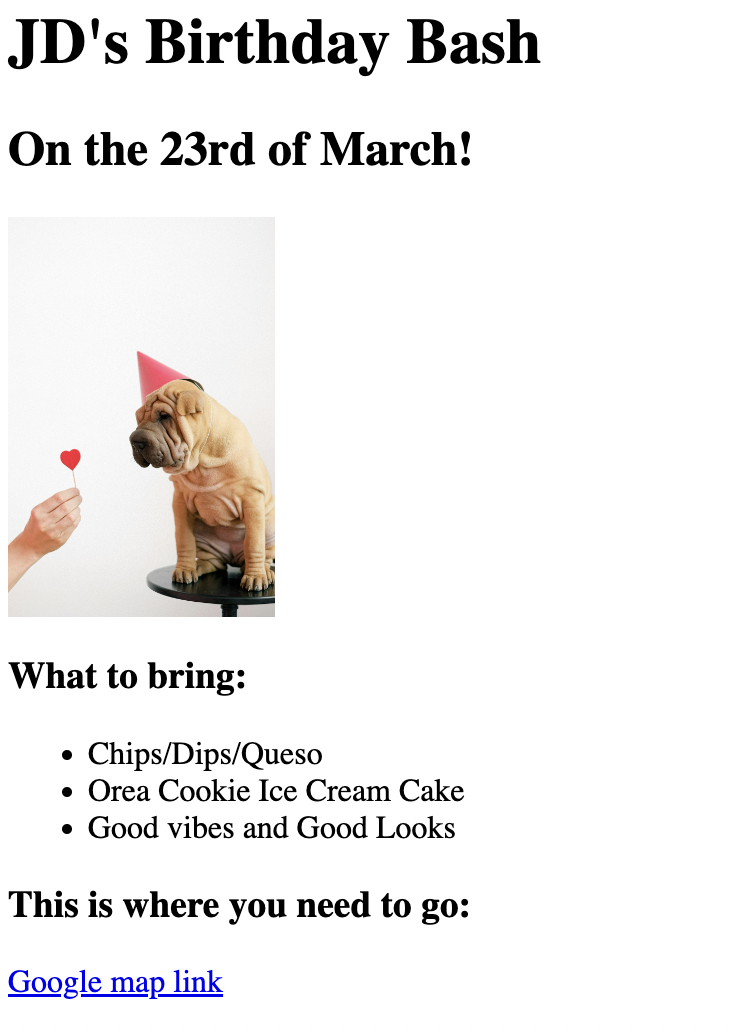 JD's Birthday Bash
On the 23rd of March!
What to bring:
• Chips/Dips/Queso
• Orea Cookie Ice Cream Cake
• Good vibes and Good Looks
This is where you need to go:
Google map link